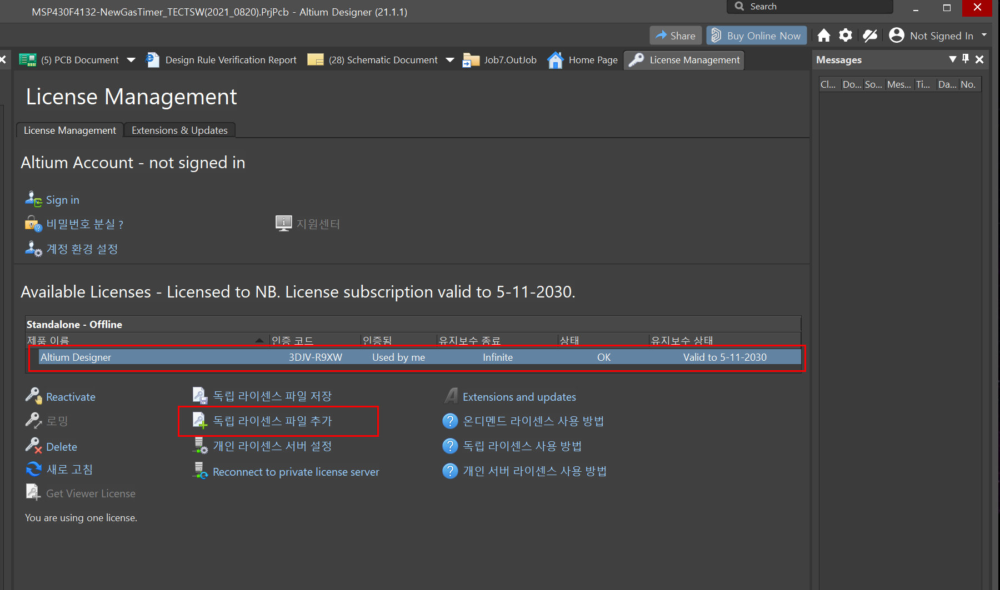 MSP430F4132-NewGasTimer_TECTSW(2021_0820).PrjPcb - Altium Designer (21.1.1)
Search
Share
Buy Online Now
Not Signed In
(5) PCB Document
Design Rule Verification Report
(28) Schematic Document
Job7.OutJob
Home Page
License Management
Messages
Cl... Do... So... Mes... Ti... Da... No.
License Management
License Management
Extensions & Updates
Altium Account - not signed in
Sign in
비밀번호 분실 ?
지원센터
계정 환경 설정
Available Licenses - Licensed to NB. License subscription valid to 5-11-2030.
Standalone - Offline
제품 이름 인증 코드 인증됨 유지보수 종료 상태 유지보수 상태
Altium Designer 3DJV-R9XW Used by me Infinite OK Valid to 5-11-2030
Reactivate
독립 라이센스 파일 저장
Extensions and updates
로밍
독립 라이센스 파일 추가
온디멘드 라이센스 사용 방법
Delete
개인 라이센스 서버 설정
독립 라이센스 사용 방법
새로 고침
Reconnect to private license server
개인 서버 라이센스 사용 방법
Get Viewer License
You are using one license.